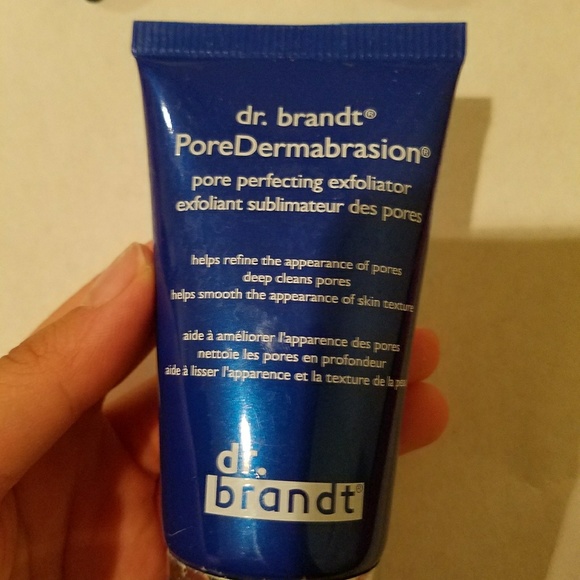 dr. brandt®
PoreDermabrasion®
pore perfecting exfoliator
exfoliant sublimateur des pores
helps refine the appearance of pores
deep cleans pores
helps smooth the appearance of skin texture
aide à améliorer l'apparence des pores
nettoie les pores en profondeur
aide à lisser l'apparence et la texture de la peau
dr.
brandt®